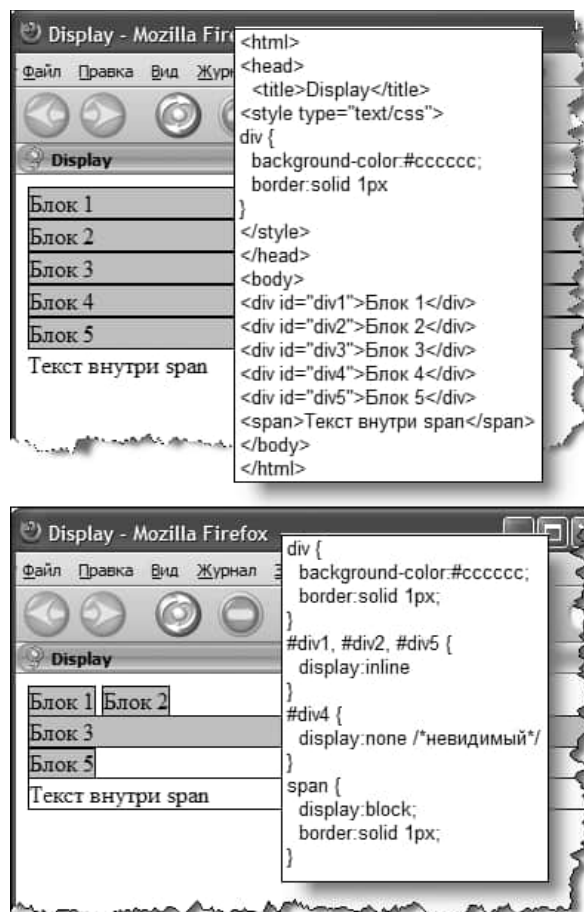 Display - Mozilla Fire
Файл Правка Вид Журн
Display
Блок 1
Блок 2
Блок 3
Блок 4
Блок 5
Текст внутри span
<html>
<head>
<title>Display</title>
<style type="text/css">
div {
background-color:#cccccc;
border:solid 1px
}
</style>
</head>
<body>
<div id="div1">Блок 1</div>
<div id="div2">Блок 2</div>
<div id="div3">Блок 3</div>
<div id="div4">Блок 4</div>
<div id="div5">Блок 5</div>
<span>Текст внутри span</span>
</body>
</html>
Display - Mozilla Firefox
Файл Правка Вид Журнал
Display
Блок 1 Блок 2
Блок 3
Блок 5
Текст внутри span
div {
background-color:#cccccc;
border:solid 1px;
}
#div1, #div2, #div5 {
display:inline
}
#div4 {
display:none /*невидимый*/
}
span {
display:block;
border:solid 1px;
}